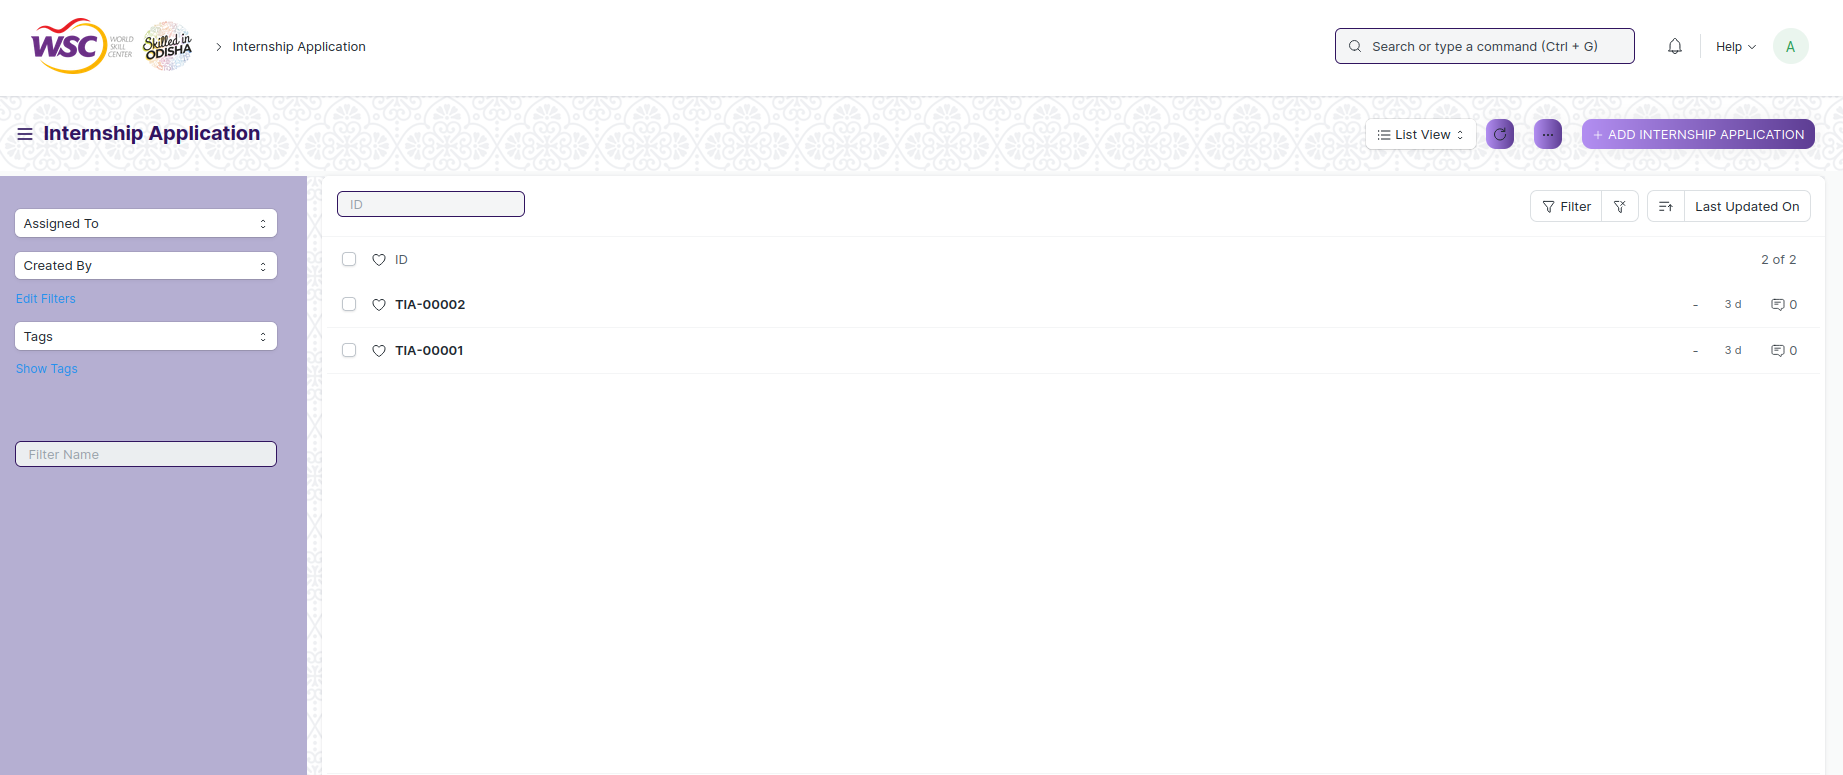 WSC WORLD SKILL CENTER
Skilled in ODISHA
Internship Application
Search or type a command (Ctrl + G)
Help
A
Internship Application
List View
ADD INTERNSHIP APPLICATION
Assigned To
Created By
Edit Filters
Tags
Show Tags
Filter Name
ID
Filter
Last Updated On
ID 2 of 2
TIA-00002 - 3 d 0
TIA-00001 - 3 d 0